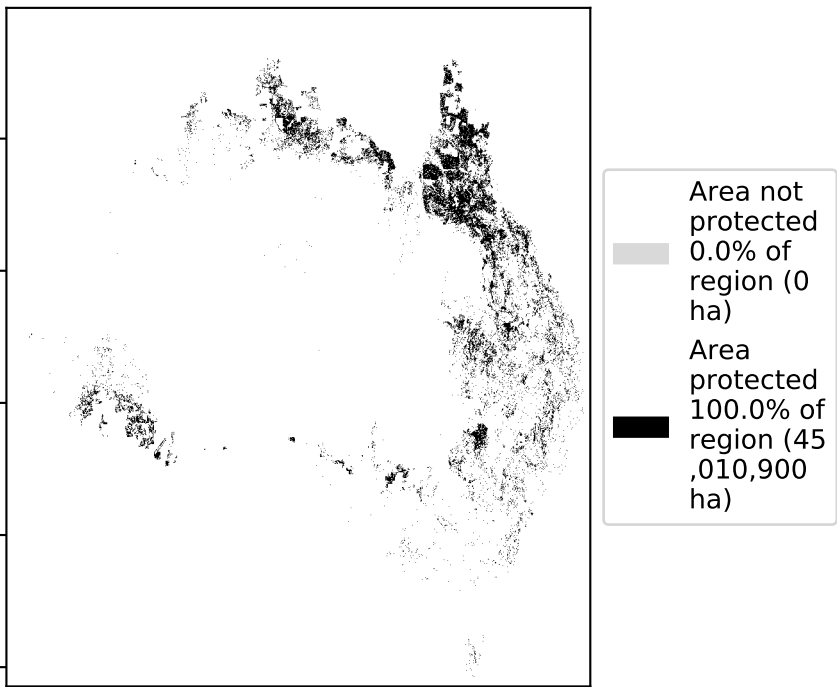 Area not
protected
0.0% of
region (0
ha)
Area
protected
100.0% of
region (45
,010,900
ha)